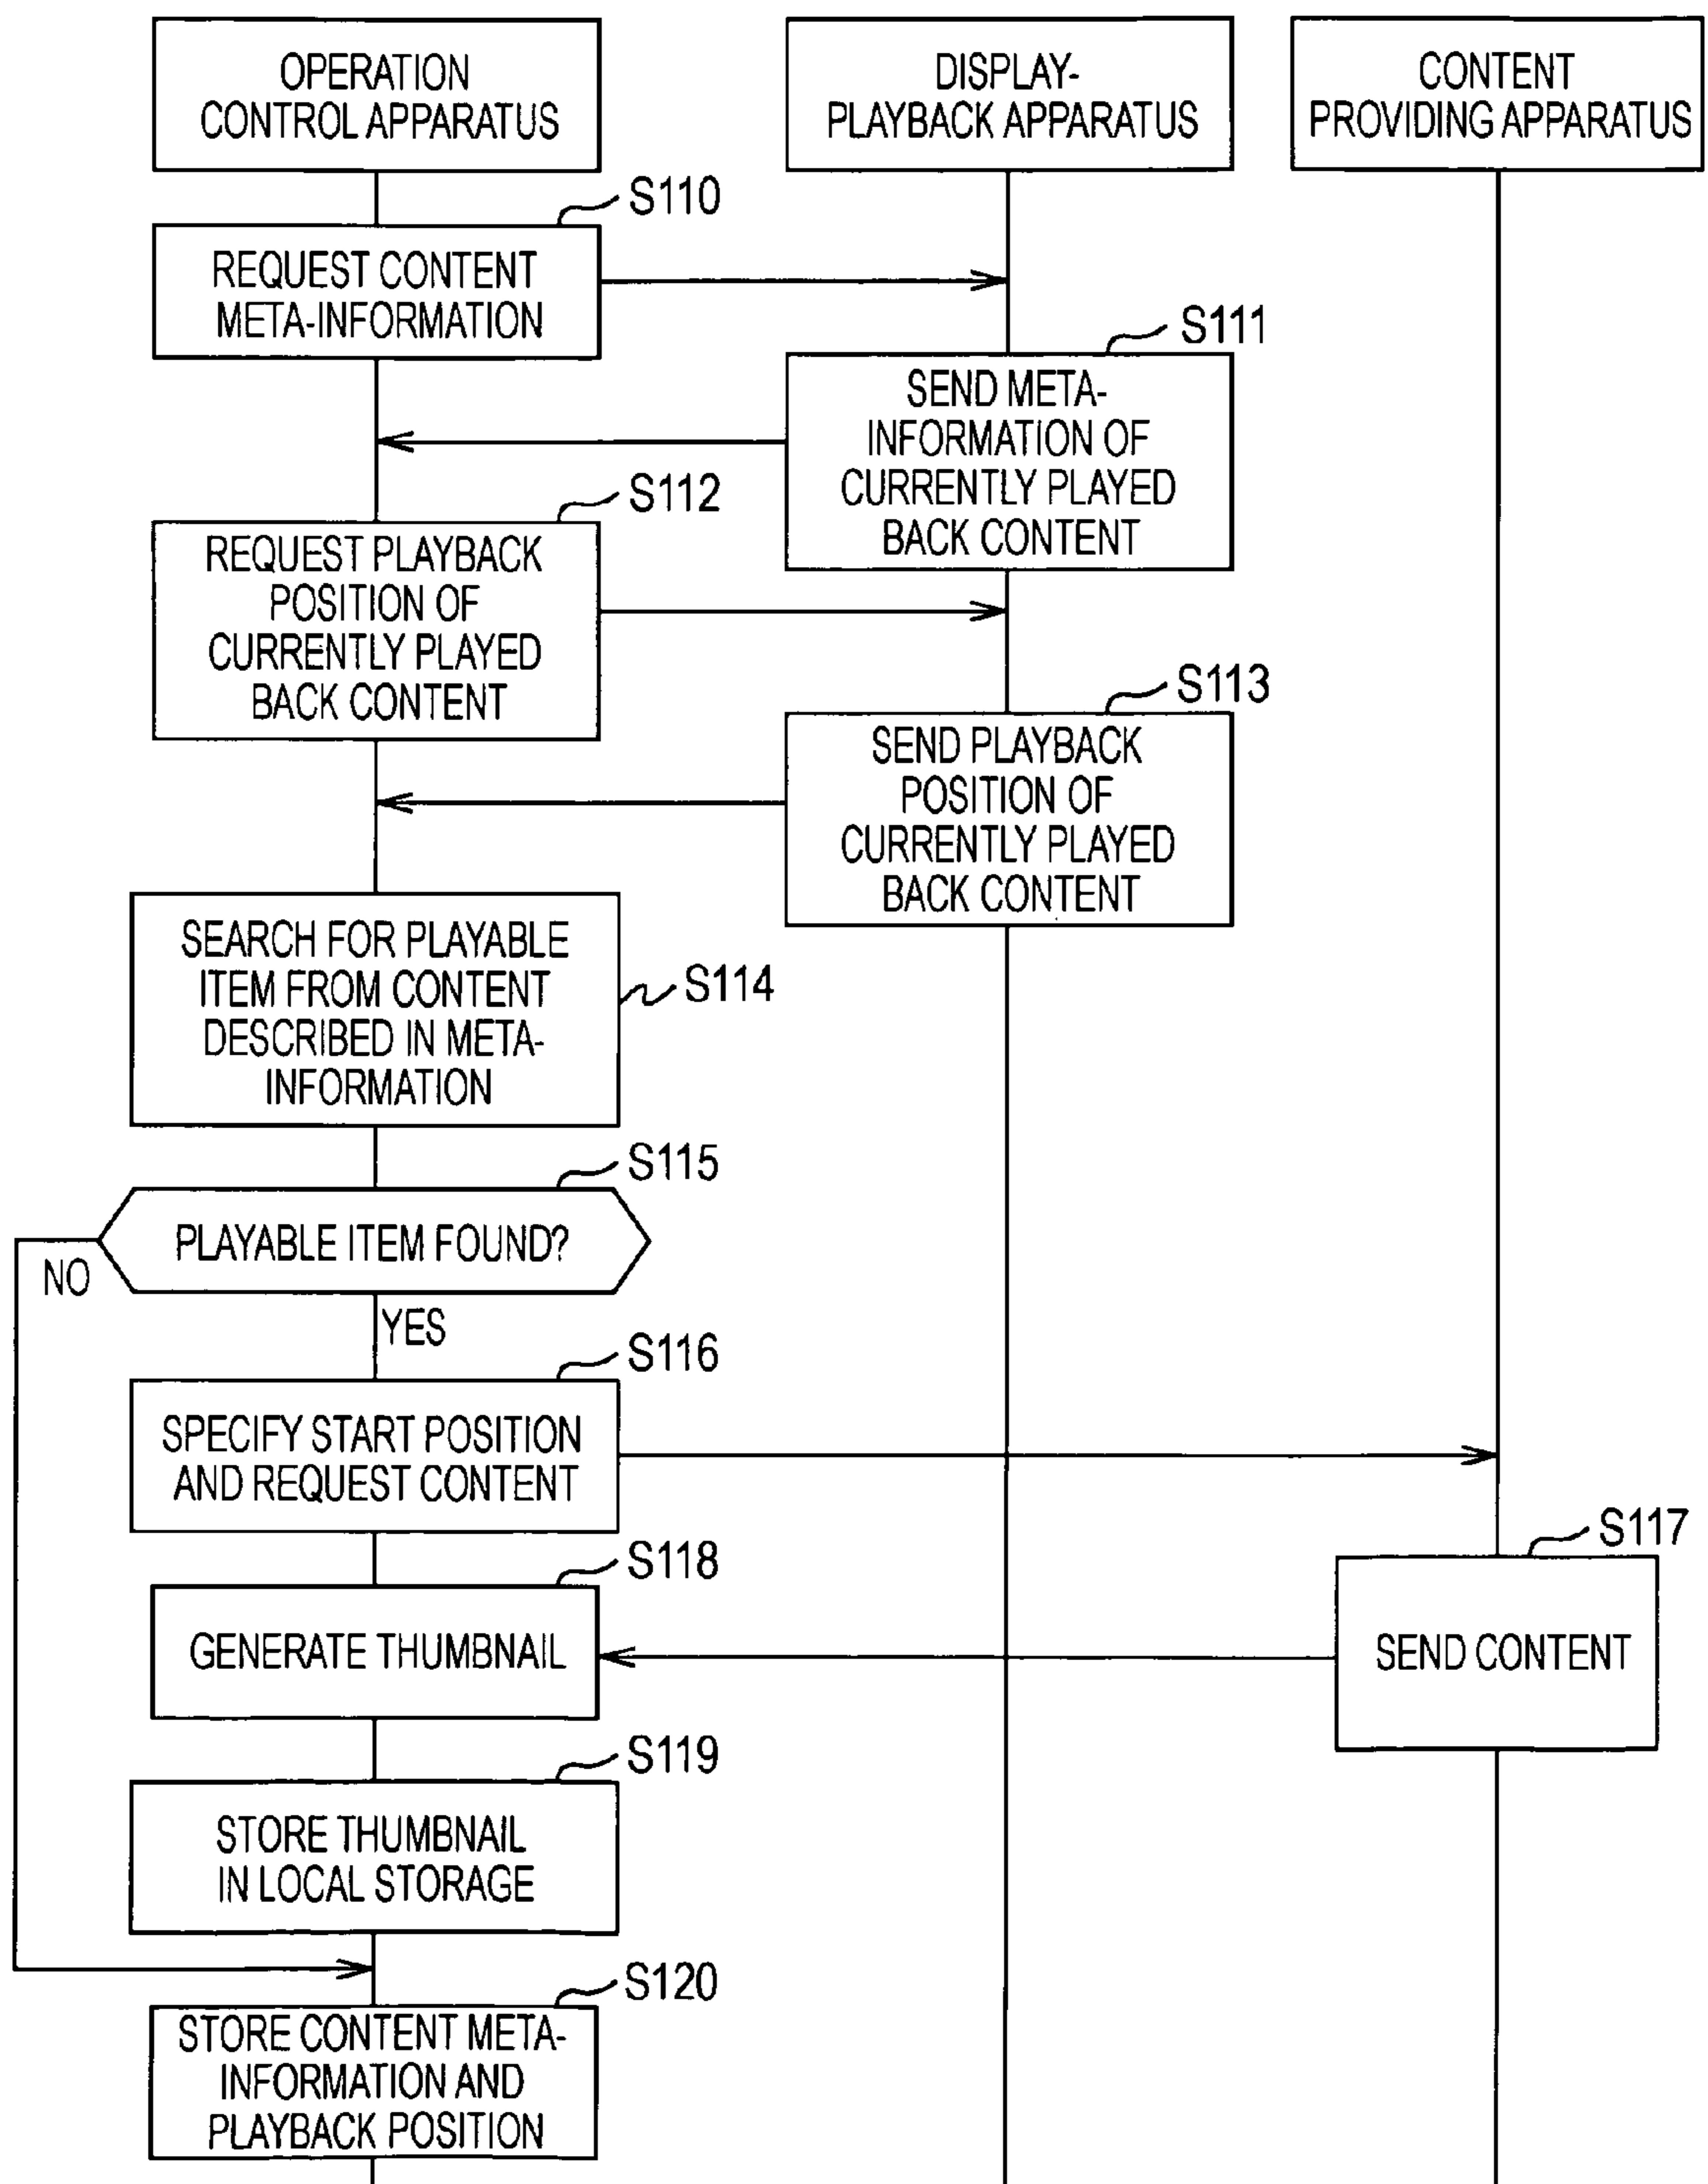 OPERATION
CONTROL APPARATUS
DISPLAY-
PLAYBACK APPARATUS
CONTENT
PROVIDING APPARATUS
S110
REQUEST CONTENT
META-INFORMATION
S111
SEND META-
INFORMATION OF
CURRENTLY PLAYED
BACK CONTENT
S112
REQUEST PLAYBACK
POSITION OF
CURRENTLY PLAYED
BACK CONTENT
S113
SEND PLAYBACK
POSITION OF
CURRENTLY PLAYED
BACK CONTENT
S114
SEARCH FOR PLAYABLE
ITEM FROM CONTENT
DESCRIBED IN META-
INFORMATION
S115
PLAYABLE ITEM FOUND?
NO
YES
S116
SPECIFY START POSITION
AND REQUEST CONTENT
S117
SEND CONTENT
S118
GENERATE THUMBNAIL
S119
STORE THUMBNAIL
IN LOCAL STORAGE
S120
STORE CONTENT META-
INFORMATION AND
PLAYBACK POSITION